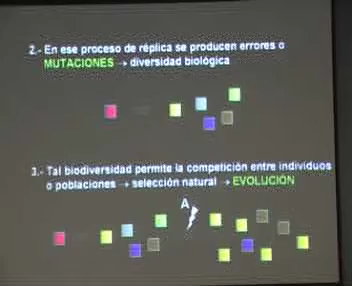 2.- En ese proceso de réplica se producen errores o
MUTACIONES → diversidad biológica
3.- Tal biodiversidad permite la competición entre individuos
o poblaciones → selección natural → EVOLUCIÓN
A